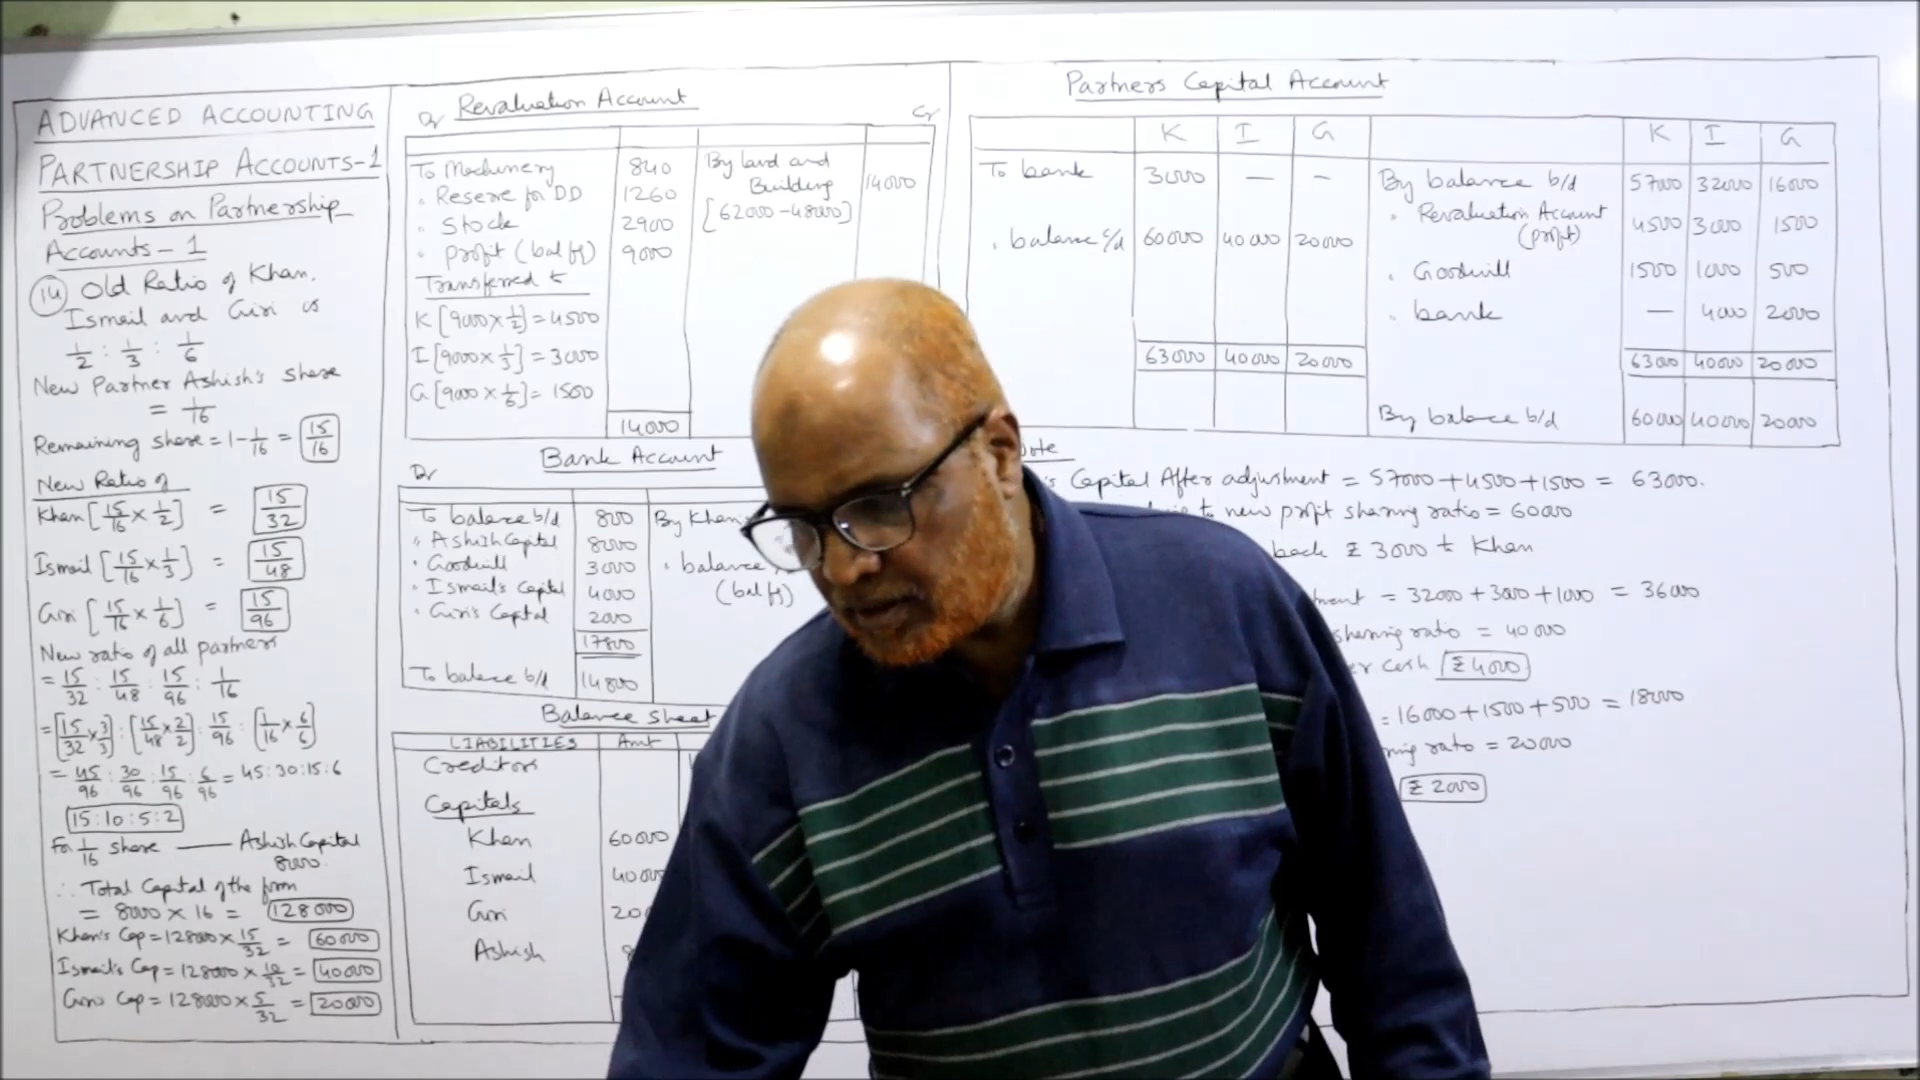 ADVANCED ACCOUNTING
PARTNERSHIP ACCOUNTS-1
Problems on Partnership
Accounts - 1
14 Old Ratio of Khan,
Ismail and Giri is
1/2 : 1/3 : 1/6
New Partner Ashish's share
= 1/16
Remaining share = 1 - 1/16 = 15/16
New Ratio of
Khan [15/16 × 1/2] = 15/32
Ismail [15/16 × 1/3] = 15/48
Giri [15/16 × 1/6] = 15/96
New ratio of all partners
= 15/32 : 15/48 : 15/96 : 1/16
= [15/32 × 3/3] : [15/48 × 2/2] : 15/96 : [1/16 × 6/6]
= 45/96 : 30/96 : 15/96 : 6/96 = 45:30:15:6
15:10:5:2
For 1/16 share — Ashish Capital
8000
∴ Total Capital of the firm
= 8000 × 16 = 128000
Khan's Cap = 128000 × 15/32 = 60000
Ismail's Cap = 128000 × 10/32 = 40000
Giri's Cap = 128000 × 5/32 = 20000
Dr Revaluation Account Cr
To Machinery 840 By land and
Building 14000
" Reserve for DD 1260
" Stock 2900 [62000 - 48000]
" profit (bal fig) 9000
Transferred to
K [9000 × 1/2] = 4500
I [9000 × 1/3] = 3000
G [9000 × 1/6] = 1500
14000
Dr Bank Account
To balance b/d 800 By Khan's
" Ashish Capital 8000
" Goodwill 3000 " balance
" Ismail's Capital 4000 (bal fig)
" Giri's Capital 2000
17800
To balance b/d 14800
Balance Sheet
LIABILITIES Amt
Creditors
Capitals
Khan 60000
Ismail 40000
Giri 20
Ashish 8
Partners Capital Account
K I G K I G
To bank 3000 — — By balance b/d 57000 32000 16000
" Revaluation Account
(profit) 4500 3000 1500
" balance c/d 60000 40000 20000
" Goodwill 1500 1000 500
" bank — 4000 2000
63000 40000 20000 63000 40000 20000
By balance b/d 60000 40000 20000
ote
's Capital After adjustment = 57000 + 4500 + 1500 = 63000.
to new profit sharing ratio = 60000
back ₹ 3000 to Khan
ment = 32000 + 3000 + 1000 = 36000
sharing ratio = 40000
cash ₹ 4000
= 16000 + 1500 + 500 = 18000
ring ratio = 20000
₹ 2000